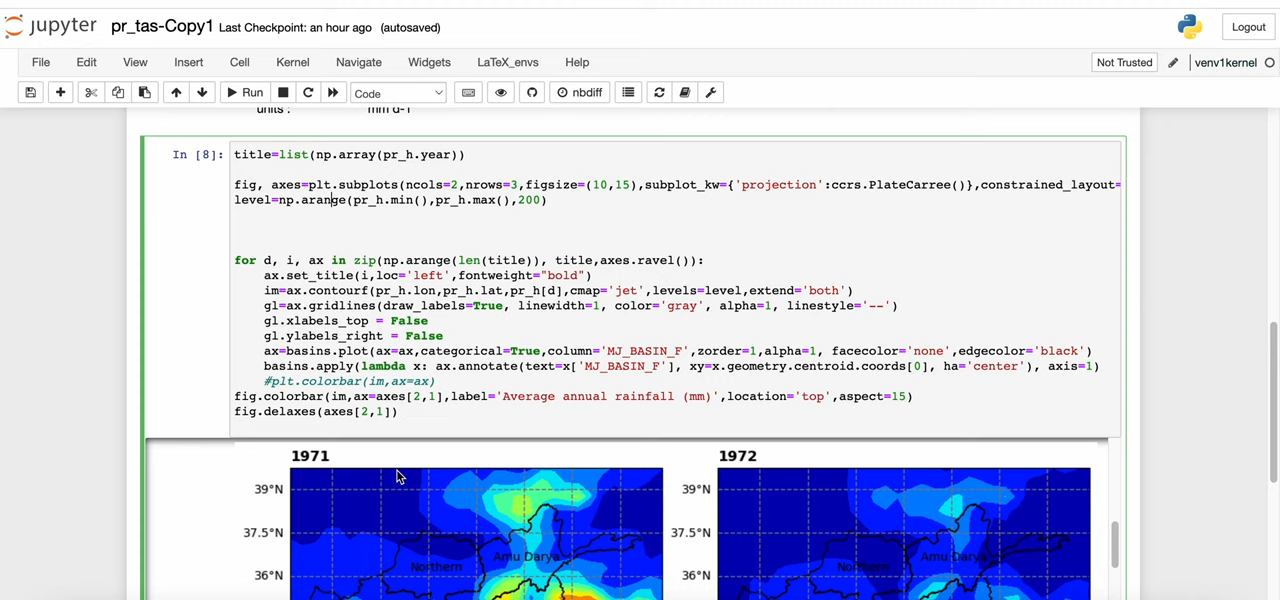 jupyter pr_tas-Copy1 Last Checkpoint: an hour ago (autosaved) Logout
File Edit View Insert Cell Kernel Navigate Widgets LaTeX_envs Help Not Trusted venv1kernel
Run Code nbdiff
units : mm d-1
In [8]: title=list(np.array(pr_h.year))
fig, axes=plt.subplots(ncols=2,nrows=3,figsize=(10,15),subplot_kw={'projection':ccrs.PlateCarree()},constrained_layout=
level=np.arange(pr_h.min(),pr_h.max(),200)
for d, i, ax in zip(np.arange(len(title)), title,axes.ravel()):
    ax.set_title(i,loc='left',fontweight="bold")
    im=ax.contourf(pr_h.lon,pr_h.lat,pr_h[d],cmap='jet',levels=level,extend='both')
    gl=ax.gridlines(draw_labels=True, linewidth=1, color='gray', alpha=1, linestyle='--')
    gl.xlabels_top = False
    gl.ylabels_right = False
    ax=basins.plot(ax=ax,categorical=True,column='MJ_BASIN_F',zorder=1,alpha=1, facecolor='none',edgecolor='black')
    basins.apply(lambda x: ax.annotate(text=x['MJ_BASIN_F'], xy=x.geometry.centroid.coords[0], ha='center'), axis=1)
    #plt.colorbar(im,ax=ax)
fig.colorbar(im,ax=axes[2,1],label='Average annual rainfall (mm)',location='top',aspect=15)
fig.delaxes(axes[2,1])
1971 1972
39°N 39°N
37.5°N 37.5°N
Amu Darya Amu Darya
Northern Northern
36°N 36°N